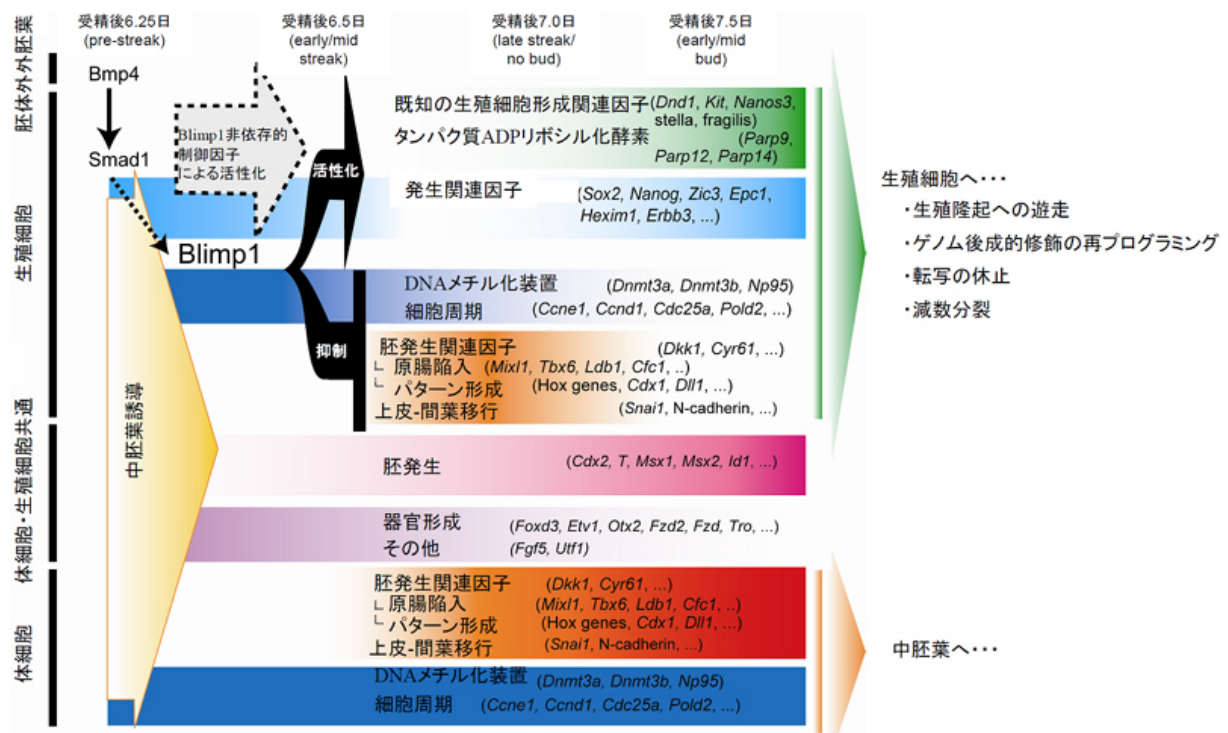 受精後6.25日
(pre-streak)
受精後6.5日
(early/mid
streak)
受精後7.0日
(late streak/
no bud)
受精後7.5日
(early/mid
bud)
胚体外外胚葉
Bmp4
Smad1
Blimp1非依存的
制御因子
による活性化
活性化
Blimp1
抑制
中胚葉誘導
生殖細胞
既知の生殖細胞形成関連因子(Dnd1, Kit, Nanos3,
stella, fragilis)
タンパク質ADPリボシル化酵素 (Parp9,
Parp12, Parp14)
発生関連因子 (Sox2, Nanog, Zic3, Epc1,
Hexim1, Erbb3, ...)
DNAメチル化装置 (Dnmt3a, Dnmt3b, Np95)
細胞周期 (Ccne1, Ccnd1, Cdc25a, Pold2, ...)
胚発生関連因子 (Dkk1, Cyr61, ...)
└ 原腸陥入 (Mixl1, Tbx6, Ldb1, Cfc1, ..)
└ パターン形成 (Hox genes, Cdx1, Dll1, ...)
上皮-間葉移行 (Snai1, N-cadherin, ...)
体細胞・生殖細胞共通
胚発生 (Cdx2, T, Msx1, Msx2, Id1, ...)
器官形成 (Foxd3, Etv1, Otx2, Fzd2, Fzd, Tro, ...)
その他 (Fgf5, Utf1)
体細胞
胚発生関連因子 (Dkk1, Cyr61, ...)
└ 原腸陥入 (Mixl1, Tbx6, Ldb1, Cfc1, ..)
└ パターン形成 (Hox genes, Cdx1, Dll1, ...)
上皮-間葉移行 (Snai1, N-cadherin, ...)
DNAメチル化装置 (Dnmt3a, Dnmt3b, Np95)
細胞周期 (Ccne1, Ccnd1, Cdc25a, Pold2, ...)
生殖細胞へ・・・
・生殖隆起への遊走
・ゲノム後成的修飾の再プログラミング
・転写の休止
・減数分裂
中胚葉へ・・・